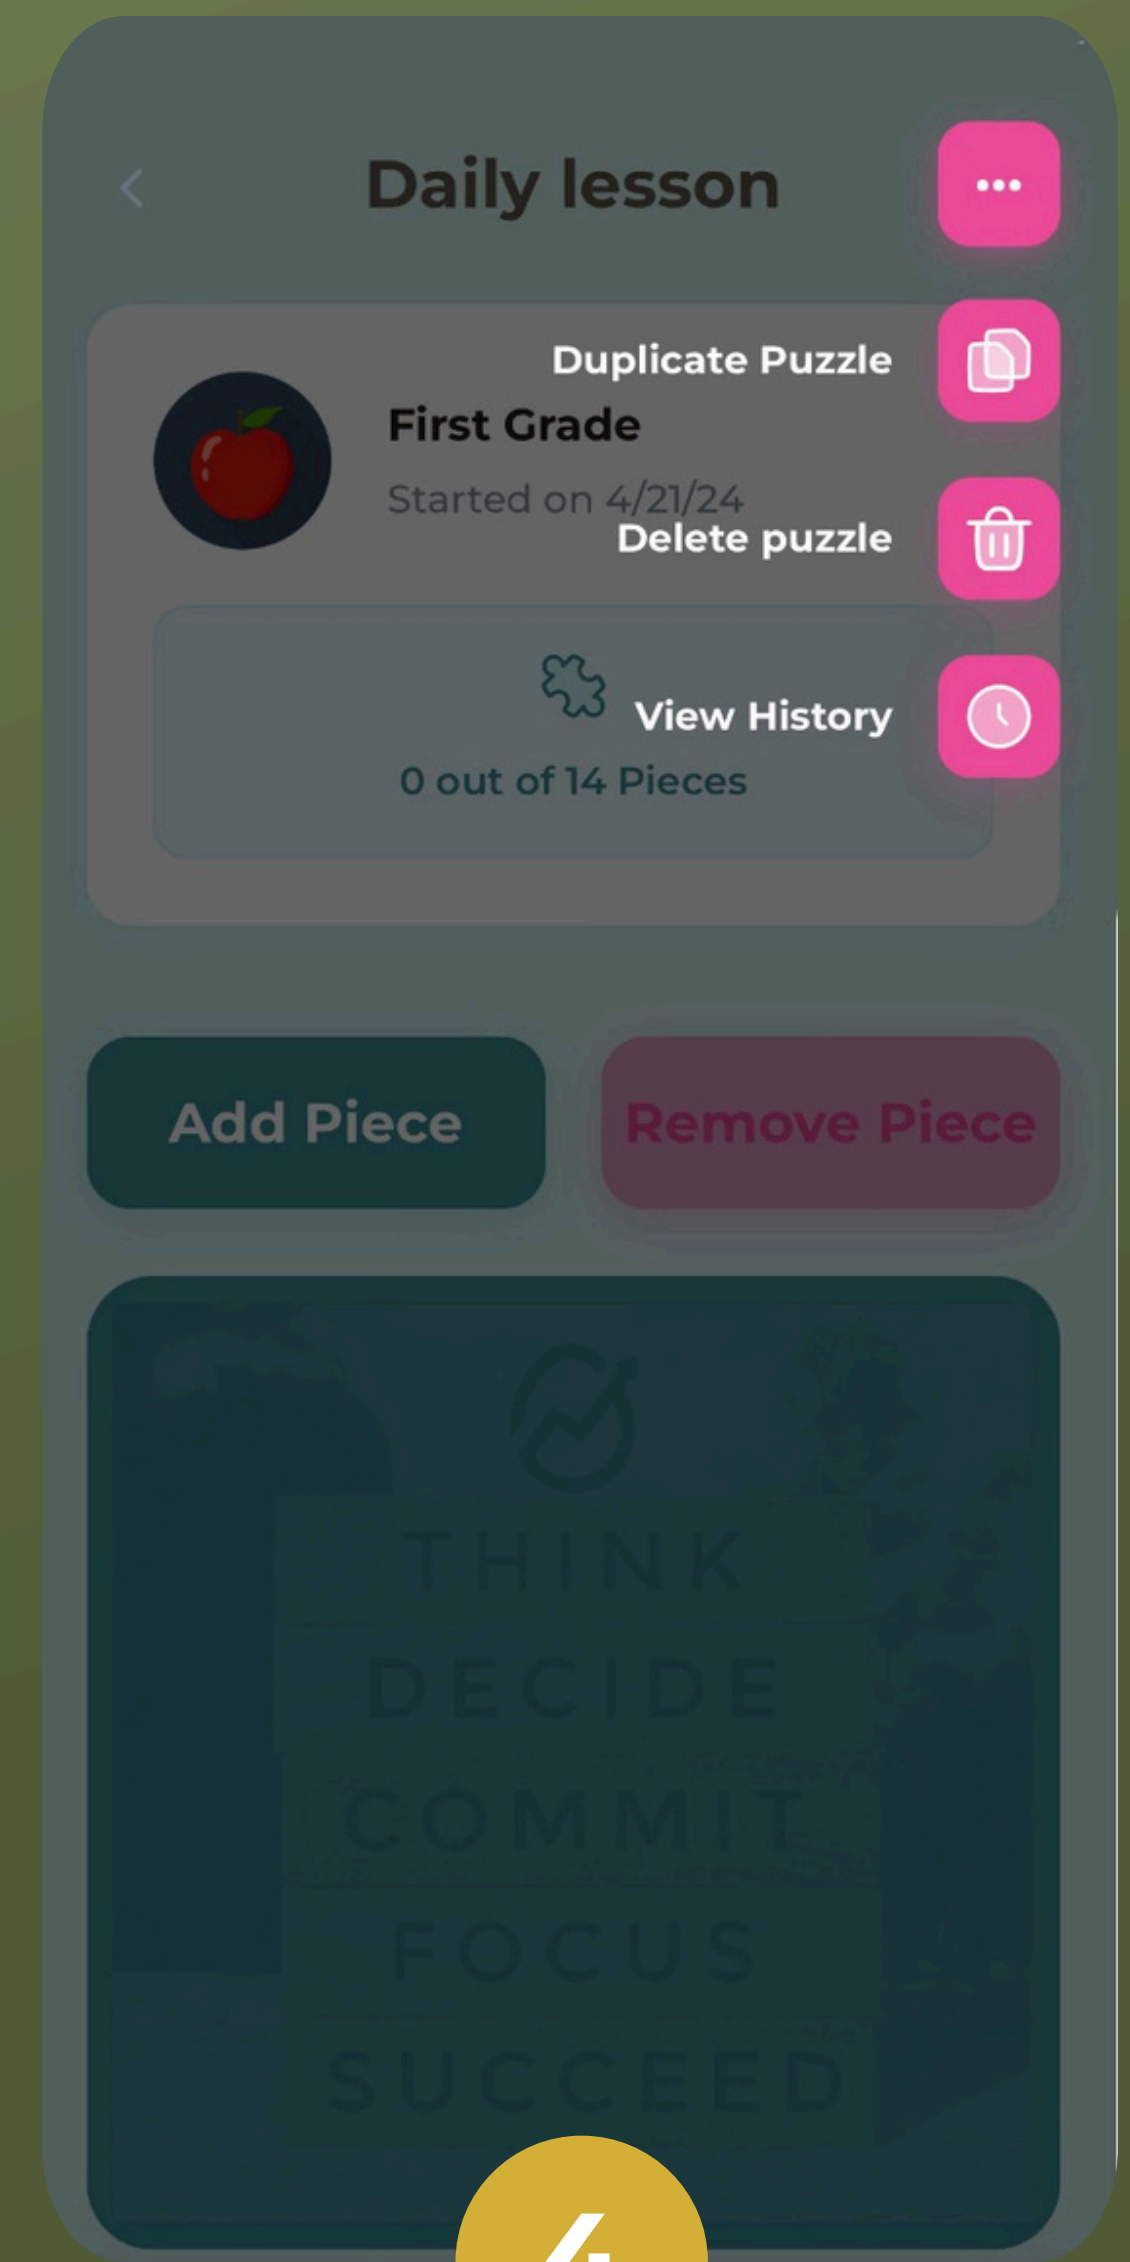 Daily lesson
Duplicate Puzzle
First Grade
Started on 4/21/24
Delete puzzle
View History
0 out of 14 Pieces
Add Piece
Remove Piece
THINK
DECIDE
COMMIT
FOCUS
SUCCEED